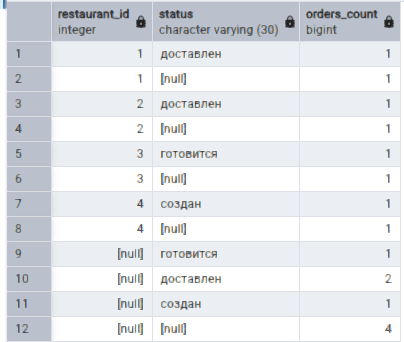 restaurant_id status orders_count
integer character varying (30) bigint
1 1 доставлен 1
2 1 [null] 1
3 2 доставлен 1
4 2 [null] 1
5 3 готовится 1
6 3 [null] 1
7 4 создан 1
8 4 [null] 1
9 [null] готовится 1
10 [null] доставлен 2
11 [null] создан 1
12 [null] [null] 4